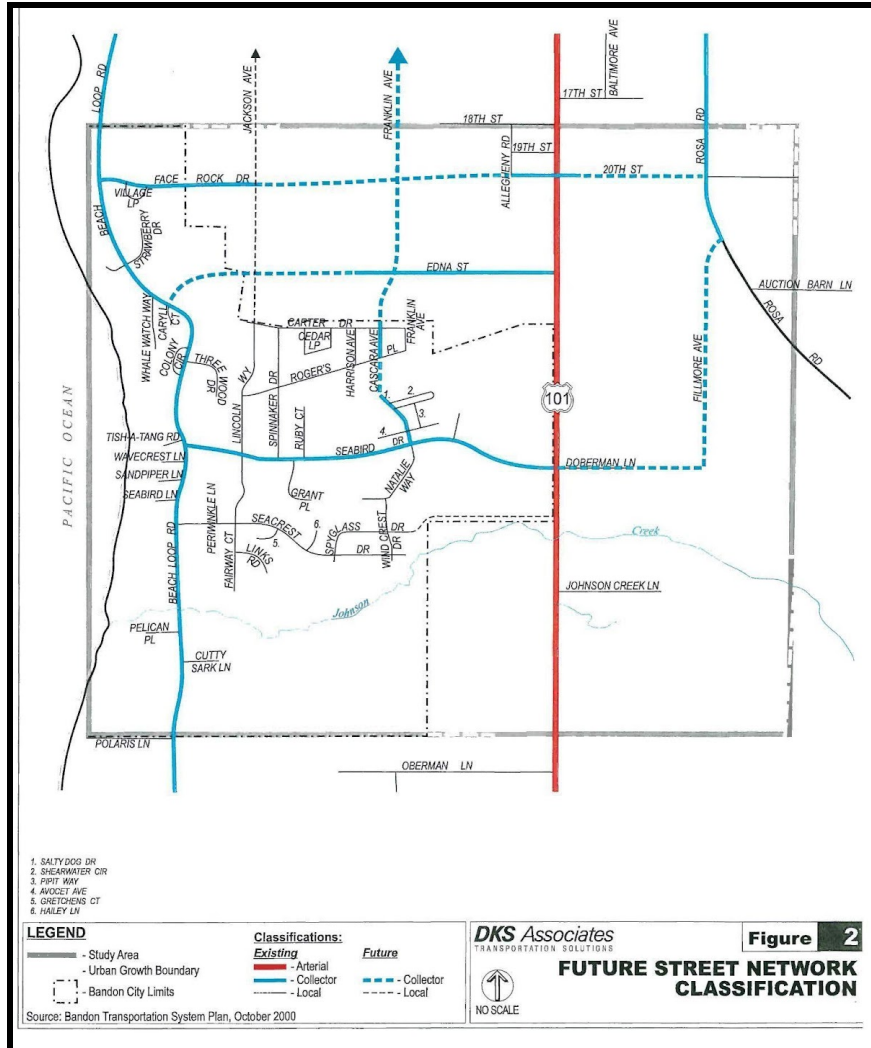 LOOP RD
JACKSON AVE
FRANKLIN AVE
BALTIMORE AVE
17TH ST
18TH ST
19TH ST
ALLEGHENY RD
20TH ST
ROSA RD
FACE ROCK DR
VILLAGE
LP
BEACH
STRAWBERRY
DR
EDNA ST
AUCTION BARN LN
ROSA RD
WHALE WATCH WAY
CARYLL
CT
COLONY
CIR
THREE WOOD
DR
CARTER DR
CEDAR
LP
FRANKLIN
AVE
HARRISON AVE
CASCARA AVE
ROGER'S PL
LINCOLN WY
SPINNAKER DR
RUBY CT
FILLMORE AVE
101
1.
2.
3.
4.
PACIFIC OCEAN
TISH-A-TANG RD
WAVECREST LN
SANDPIPER LN
SEABIRD LN
SEABIRD DR
DOBERMAN LN
NATALIE
WAY
GRANT
PL
PERIWINKLE LN
SEACREST
DR
5.
6.
SPYGLASS DR
WIND CREST
DR
BEACH LOOP RD
FAIRWAY CT
LINKS
RD
Johnson
Creek
JOHNSON CREEK LN
PELICAN
PL
CUTTY
SARK LN
POLARIS LN
OBERMAN LN
1. SALTY DOG DR
2. SHEARWATER CIR
3. PIPIT WAY
4. AVOCET AVE
5. GRETCHENS CT
6. HAILEY LN
LEGEND
- Study Area
- Urban Growth Boundary
- Bandon City Limits
Classifications:
Existing
- Arterial
- Collector
- Local
Future
- Collector
- Local
Source: Bandon Transportation System Plan, October 2000
DKS Associates
TRANSPORTATION SOLUTIONS
NO SCALE
Figure 2
FUTURE STREET NETWORK
CLASSIFICATION